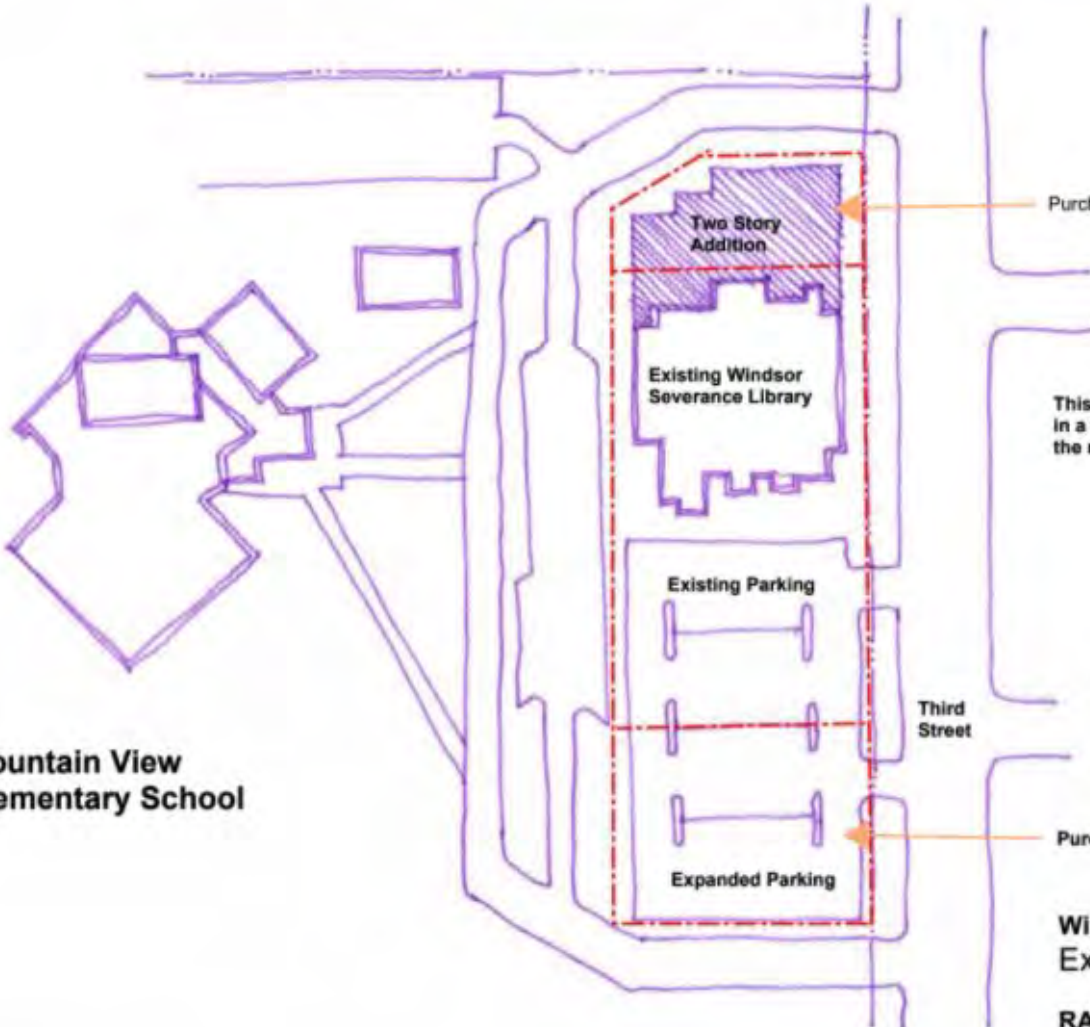 Two Story
Addition
Purch
Existing Windsor
Severance Library
This
in a
the
Existing Parking
Third
Street
ountain View
ementary School
Pur
Expanded Parking
Wi
Ex
RA